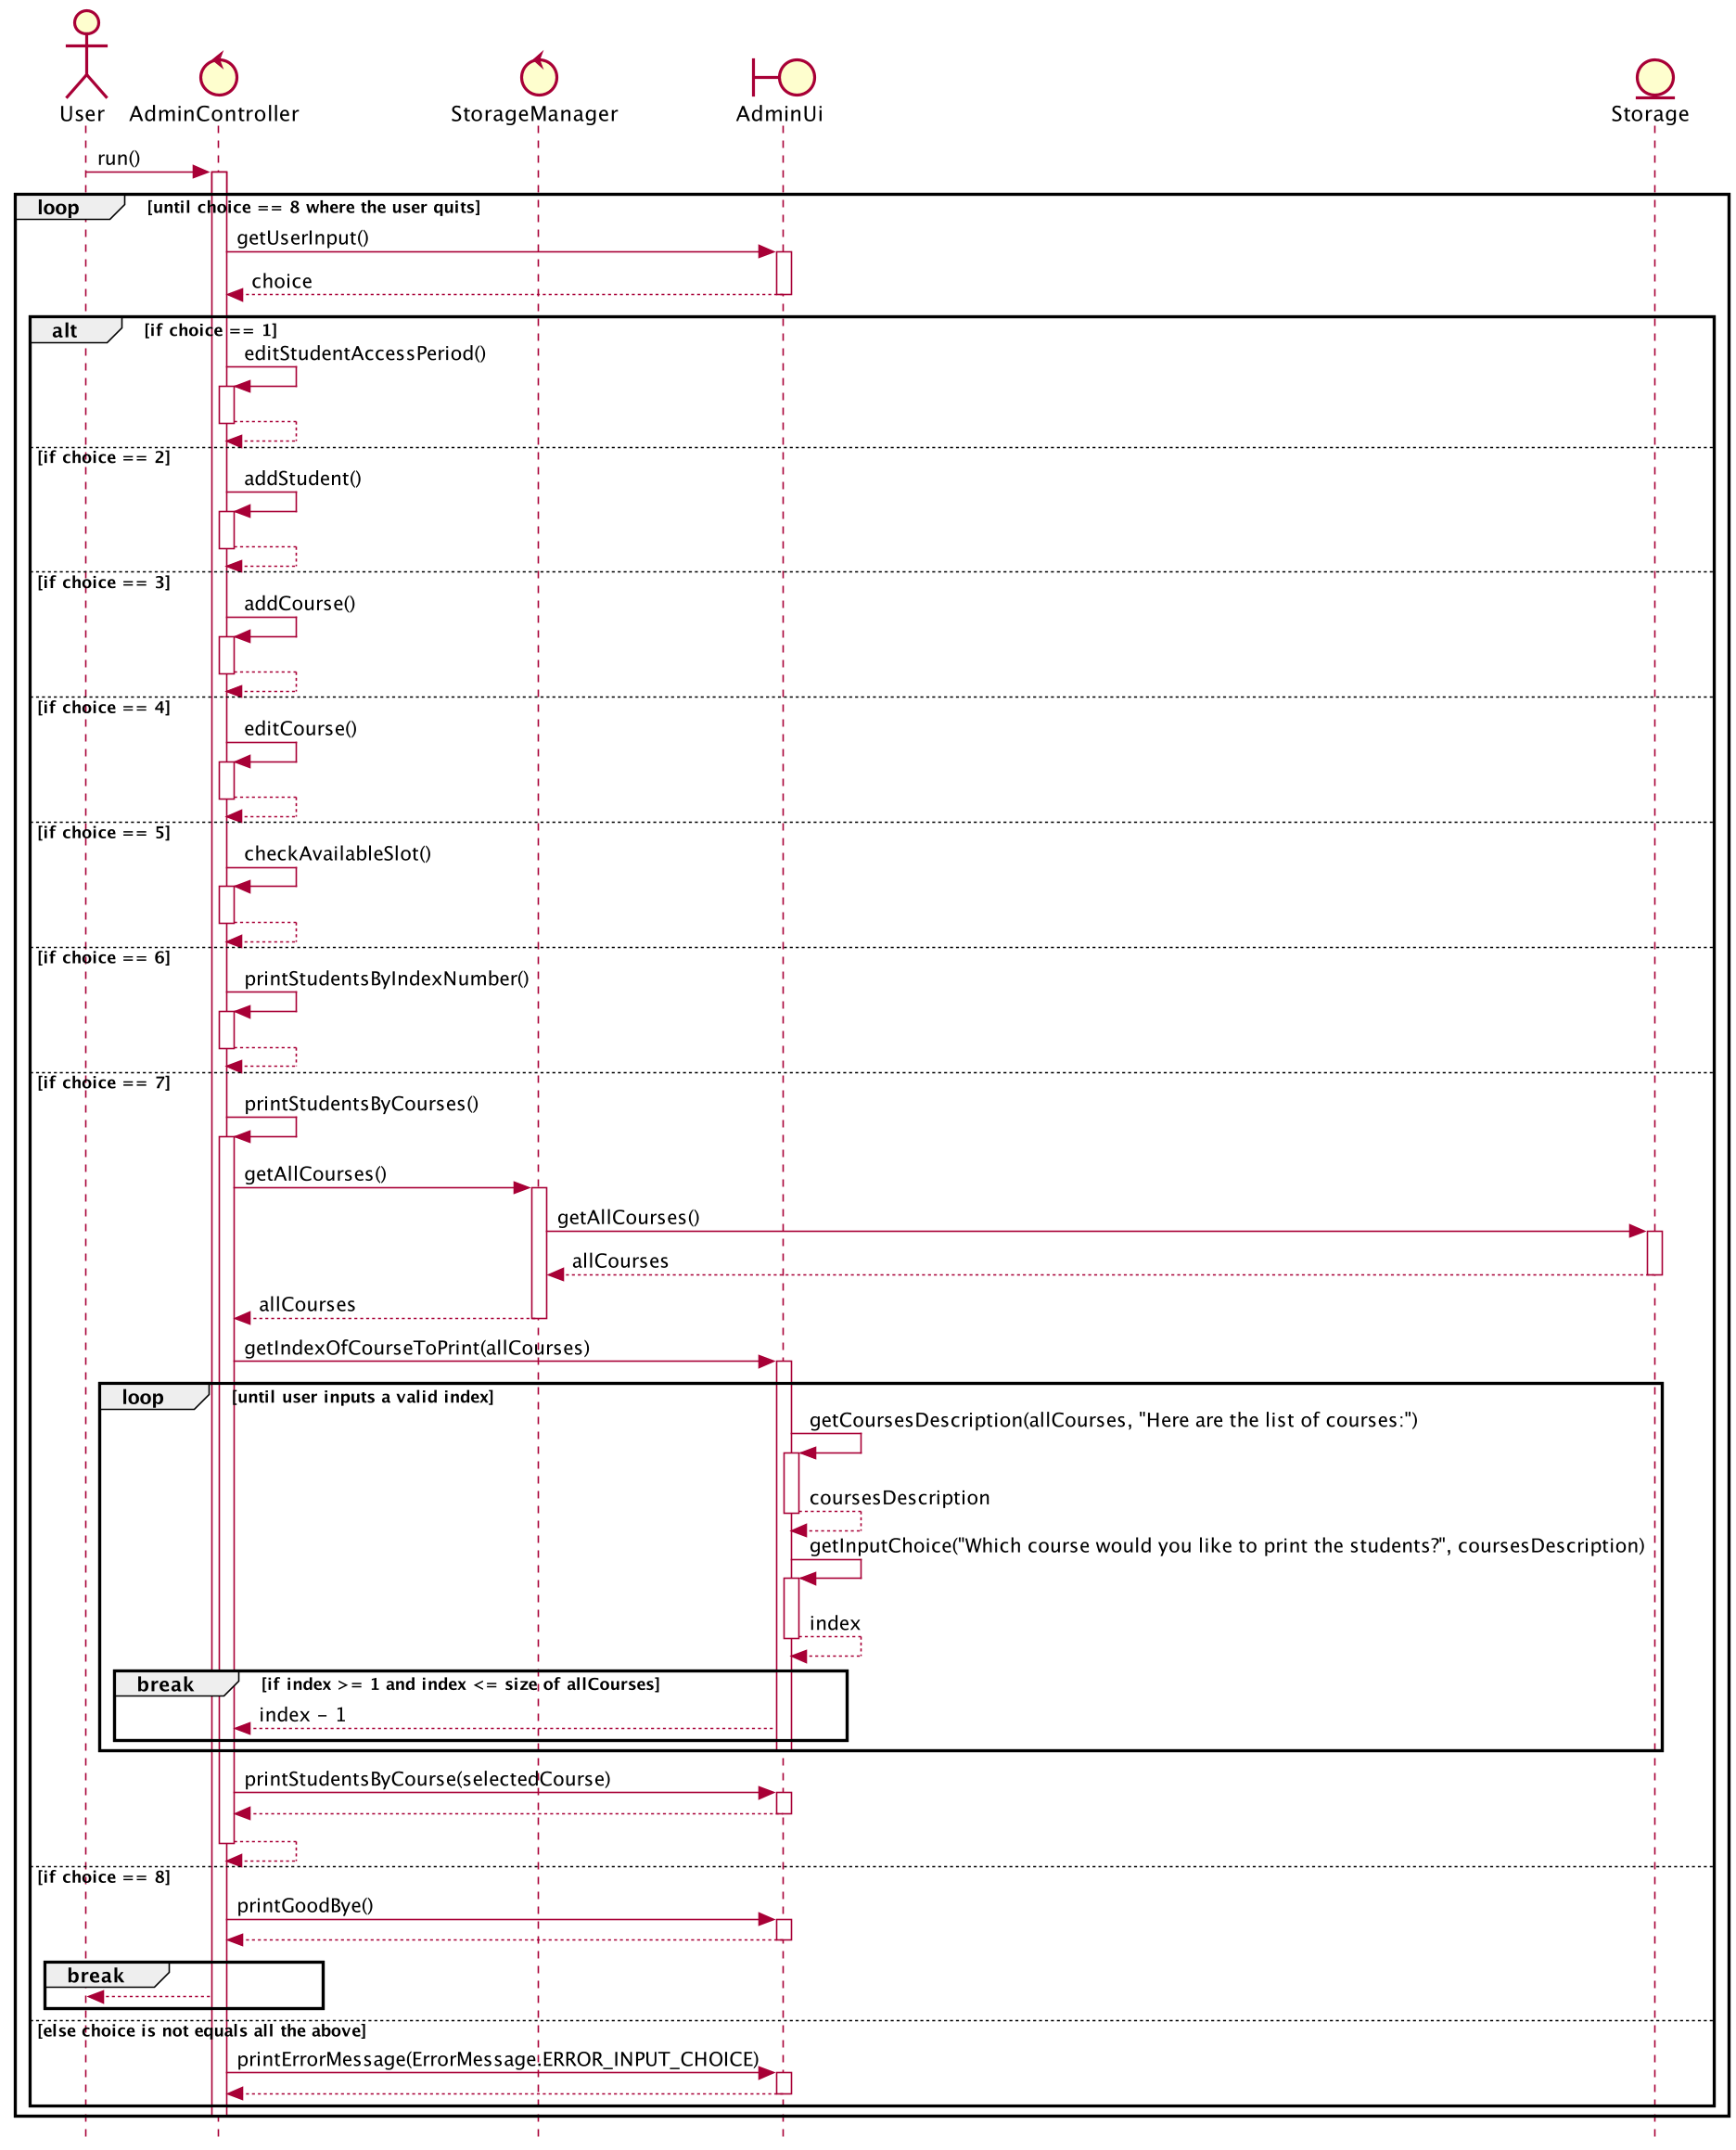 User AdminController StorageManager AdminUi Storage
run()
loop [until choice == 8 where the user quits]
getUserInput()
choice
alt [if choice == 1]
editStudentAccessPeriod()
[if choice == 2]
addStudent()
[if choice == 3]
addCourse()
[if choice == 4]
editCourse()
[if choice == 5]
checkAvailableSlot()
[if choice == 6]
printStudentsByIndexNumber()
[if choice == 7]
printStudentsByCourses()
getAllCourses()
getAllCourses()
allCourses
allCourses
getIndexOfCourseToPrint(allCourses)
loop [until user inputs a valid index]
getCoursesDescription(allCourses, "Here are the list of courses:")
coursesDescription
getInputChoice("Which course would you like to print the students?", coursesDescription)
index
break [if index >= 1 and index <= size of allCourses]
index - 1
printStudentsByCourse(selectedCourse)
[if choice == 8]
printGoodBye()
break
[else choice is not equals all the above]
printErrorMessage(ErrorMessage.ERROR_INPUT_CHOICE)